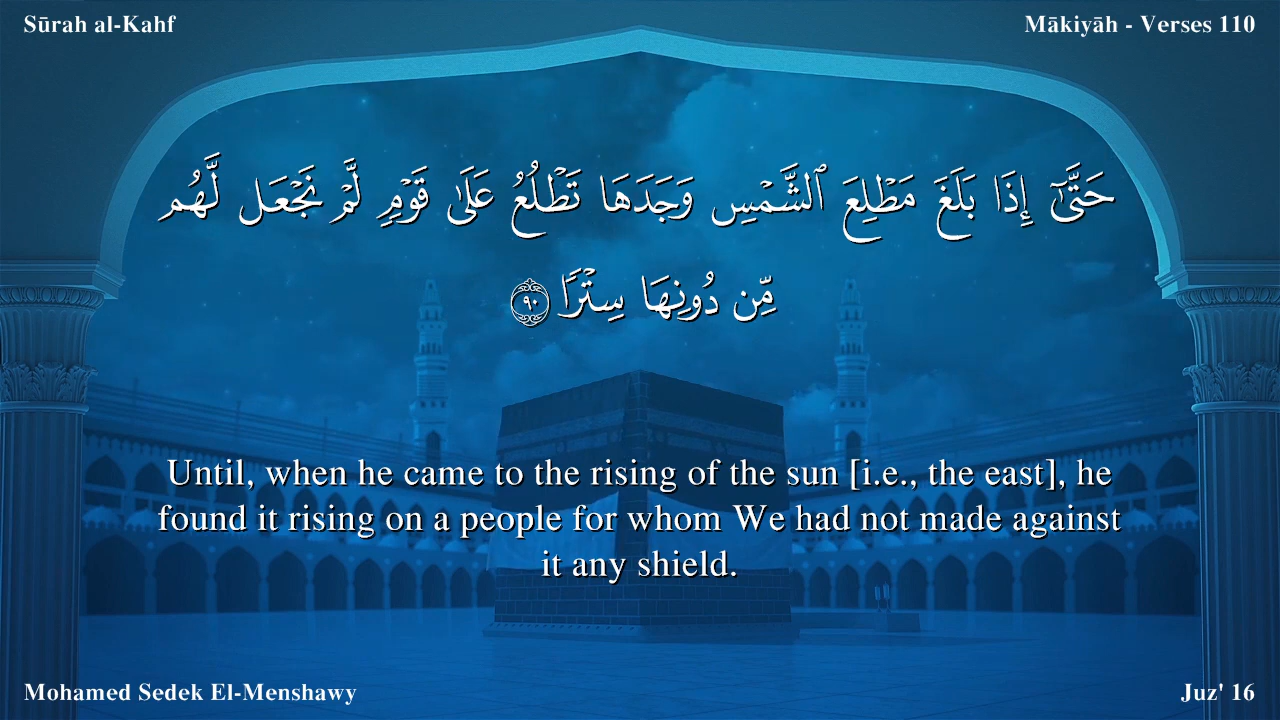 Sūrah al-Kahf
Mākiyāh - Verses 110
حَتَّىٰٓ إِذَا بَلَغَ مَطْلِعَ ٱلشَّمْسِ وَجَدَهَا تَطْلُعُ عَلَىٰ قَوْمٍ لَّمْ نَجْعَل لَّهُم
مِّن دُونِهَا سِتْرًا ٩٠
Until, when he came to the rising of the sun [i.e., the east], he
found it rising on a people for whom We had not made against
it any shield.
Mohamed Sedek El-Menshawy
Juz' 16